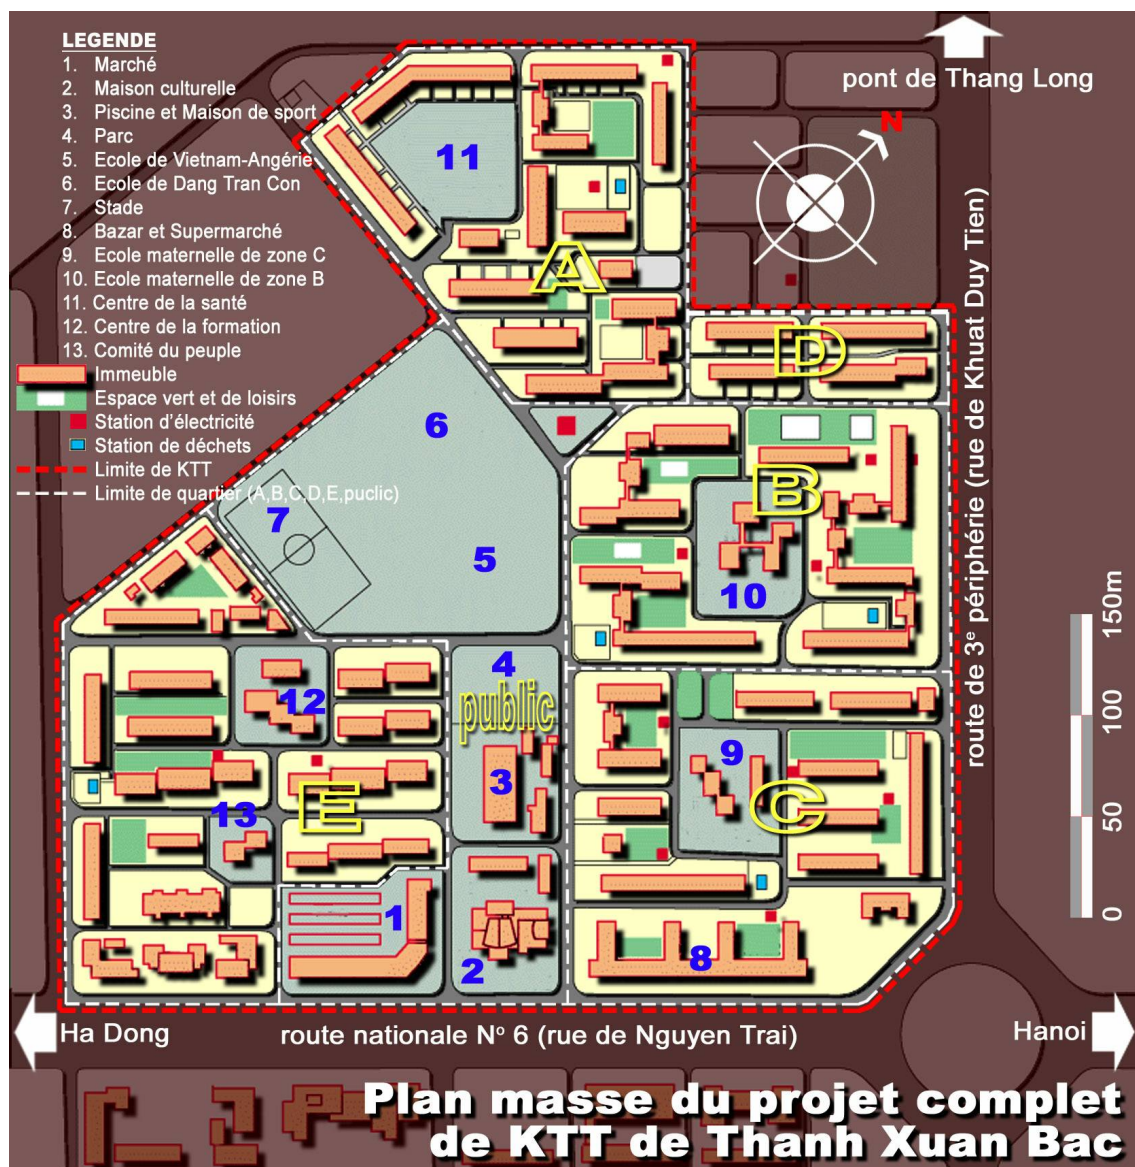 LEGENDE
1. Marché
2. Maison culturelle
3. Piscine et Maison de sport
4. Parc
5. Ecole de Vietnam-Angérie
6. Ecole de Dang Tran Con
7. Stade
8. Bazar et Supermarché
9. Ecole maternelle de zone C
10. Ecole maternelle de zone B
11. Centre de la santé
12. Centre de la formation
13. Comité du peuple
Immeuble
Espace vert et de loisirs
Station d'électricité
Station de déchets
Limite de KTT
Limite de quartier (A,B,C,D,E,puclic)
pont de Thang Long
N
11
A
D
6
B
7
5
10
4
public
12
9
3
E
C
13
1
8
2
route de 3e périphérie (rue de Khuat Duy Tien)
150m
100
50
0
Ha Dong
route nationale No 6 (rue de Nguyen Trai)
Hanoi
Plan masse du projet complet
de KTT de Thanh Xuan Bac